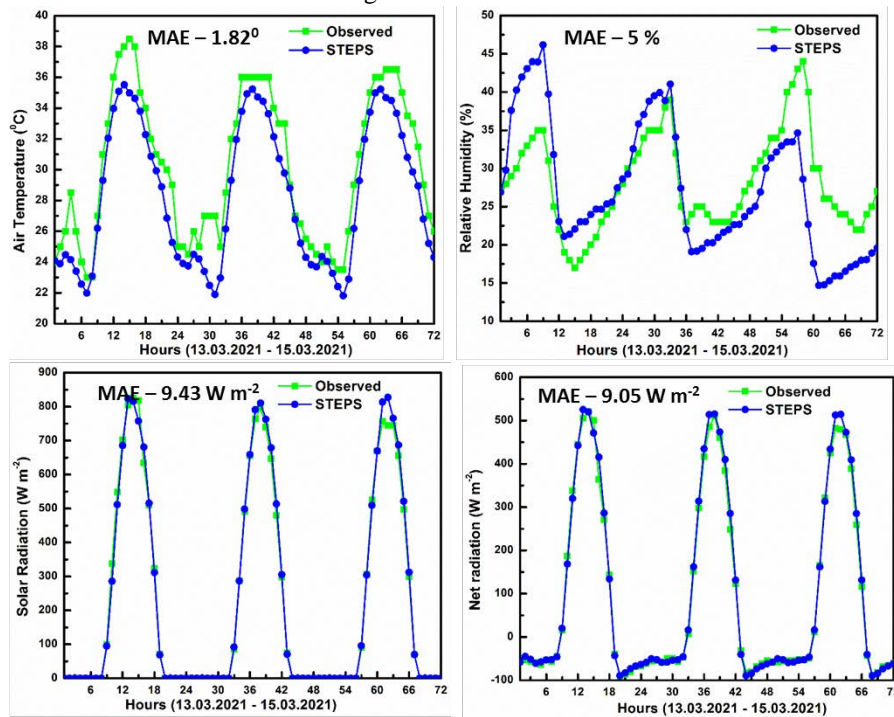 MAE – 1.82⁰
Observed
STEPS
Air Temperature (⁰C)
40
38
36
34
32
30
28
26
24
22
20
6 12 18 24 30 36 42 48 54 60 66 72
Hours (13.03.2021 - 15.03.2021)
MAE – 5 %
Observed
STEPS
Relative Humidity (%)
50
45
40
35
30
25
20
15
10
6 12 18 24 30 36 42 48 54 60 66 72
Hours (13.03.2021 - 15.03.2021)
MAE – 9.43 W m⁻²
Observed
STEPS
Solar Radiation (W m⁻²)
900
800
700
600
500
400
300
200
100
0
6 12 18 24 30 36 42 48 54 60 66 72
Hours (13.03.2021 - 15.03.2021)
MAE – 9.05 W m⁻²
Observed
STEPS
Net radiation (W m⁻²)
600
500
400
300
200
100
0
-100
6 12 18 24 30 36 42 48 54 60 66 72
Hours (13.03.2021 - 15.03.2021)